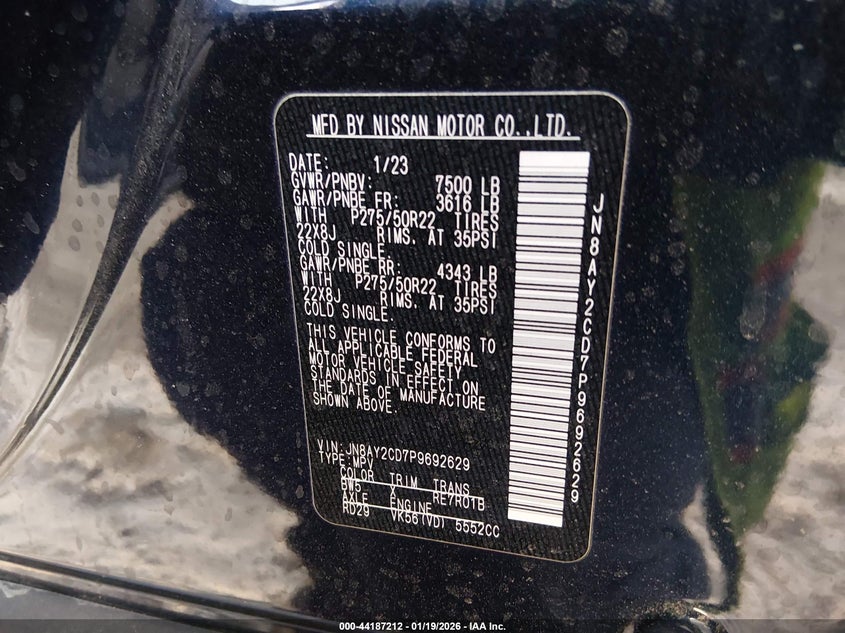 MFD BY NISSAN MOTOR CO.,LTD.
DATE: 1/23
GVWR/PNBV: 7500 LB
GAWR/PNBE FR: 3616 LB
WITH P275/50R22 TIRES
22X8J RIMS. AT 35PSI
COLD SINGLE.
GAWR/PNBE RR: 4343 LB
WITH P275/50R22 TIRES
22X8J RIMS. AT 35PSI
COLD SINGLE.
THIS VEHICLE CONFORMS TO
ALL APPLICABLE FEDERAL
MOTOR VEHICLE SAFETY
STANDARDS IN EFFECT ON
THE DATE OF MANUFACTURE
SHOWN ABOVE.
VIN:JN8AY2CD7P9692629
TYPE:MPV
COLOR TRIM TRANS
BW5 X RE7R01B
AXLE ENGINE
RD29 VK56(VD) 5552CC
JN8AY2CD7P9692629
000-44187212 - 01/19/2026 - IAA Inc.